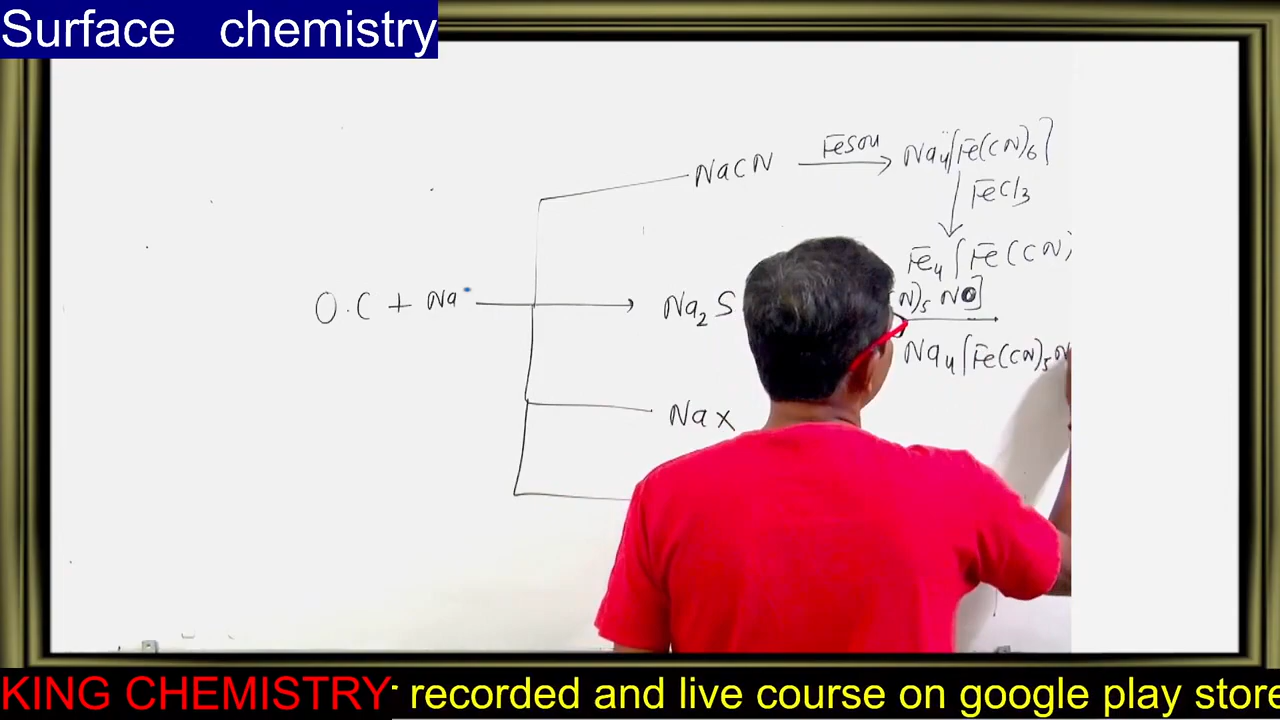 Surface chemistry
NaCN FeSO4 Na4[Fe(CN)6]
FeCl3
Fe4[Fe(CN)
O.C + Na Na2S N)5 NO]
Na4[Fe(CN)5
Nax
KING CHEMISTRY recorded and live course on google play store